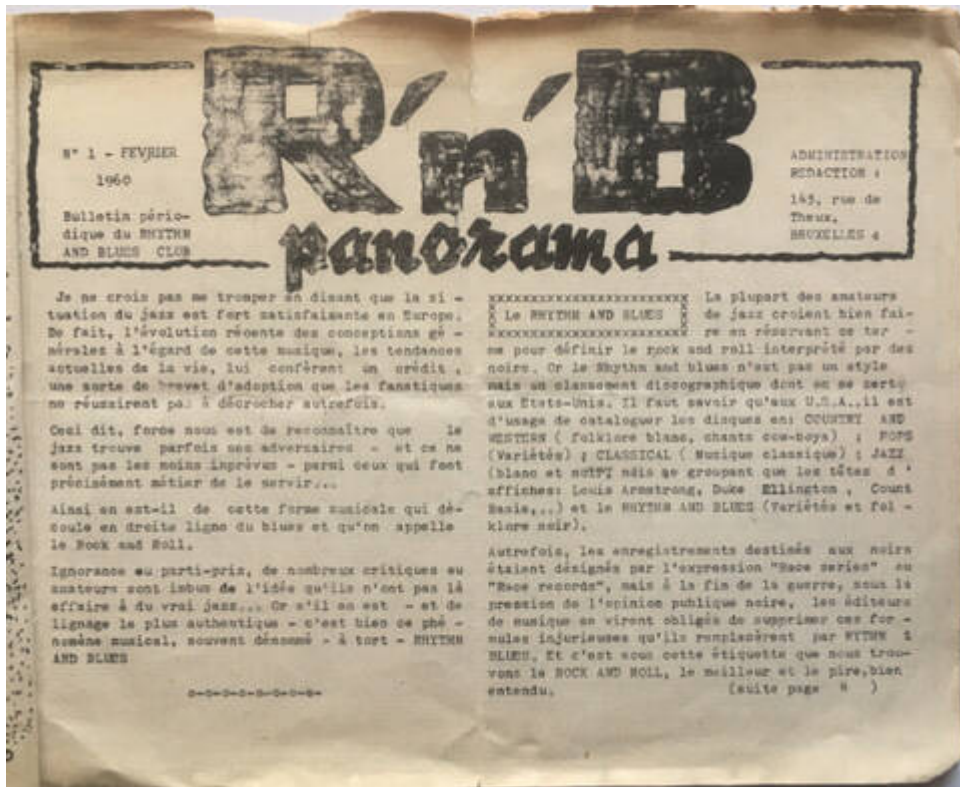 R'n'B
panorama
N° 1 - FEVRIER
1960
Bulletin pério-
dique du RHYTHM
AND BLUES CLUB
ADMINISTRATION
REDACTION :
145, rue de
Theux,
BRUXELLES 4
Je ne crois pas me tromper en disant que la si -
tuation du jazz est fort satisfaisante en Europe.
De fait, l'évolution récente des conceptions gé -
nérales à l'égard de cette musique, les tendances
actuelles de la vie, lui confèrent un crédit ,
une sorte de brevet d'adoption que les fanatiques
ne réussirent pas à décrocher autrefois.
Ceci dit, force nous est de reconnaître que le
jazz trouve parfois ses adversaires - et ce ne
sont pas les moins imprévus - parmi ceux qui font
précisément métier de le servir...
Ainsi en est-il de cette forme musicale qui dé-
coule en droite ligne du blues et qu'on appelle
le Rock and Roll.
Ignorance ou parti-pris, de nombreux critiques ou
amateurs sont imbus de l'idée qu'ils n'ont pas là
affaire à du vrai jazz... Or s'il en est - et de
lignage le plus authentique - c'est bien ce phé -
nomène musical, souvent dénommé - à tort - RHYTHM
AND BLUES
o-o-o-o-o-o-o-o-
xxxxxxxxxxxxxxxxxxxxxxxx
Le RHYTHM AND BLUES
xxxxxxxxxxxxxxxxxxxxxxxx
La plupart des amateurs
de jazz croient bien fai-
re en réservant ce ter -
me pour définir le rock and roll interprété par des
noirs. Or le Rhythm and blues n'est pas un style
mais un classement discographique dont on se sert
aux Etats-Unis. Il faut savoir qu'aux U.S.A.,il est
d'usage de cataloguer les disques en: COUNTRY AND
WESTERN ( folklore blanc, chants cow-boys) ; POPS
(Variétés) ; CLASSICAL ( Musique classique) ; JAZZ
(blanc et mais ne groupant que les têtes d '
affiches: Louis Armstrong, Duke Ellington , Count
Basie,..) et le RHYTHM AND BLUES (Variétés et fol -
klore noir).
Autrefois, les enregistrements destinés aux noirs
étaient désignés par l'expression "Race series" ou
"Race records", mais à la fin de la guerre, sous la
pression de l'opinion publique noire, les éditeurs
de musique se virent obligés de supprimer ces for -
mules injurieuses qu'ils remplacèrent par RYTHM &
BLUES. Et c'est sous cette étiquette que nous trou-
vons le ROCK AND ROLL, le meilleur et le pire,bien
entendu. (suite page )